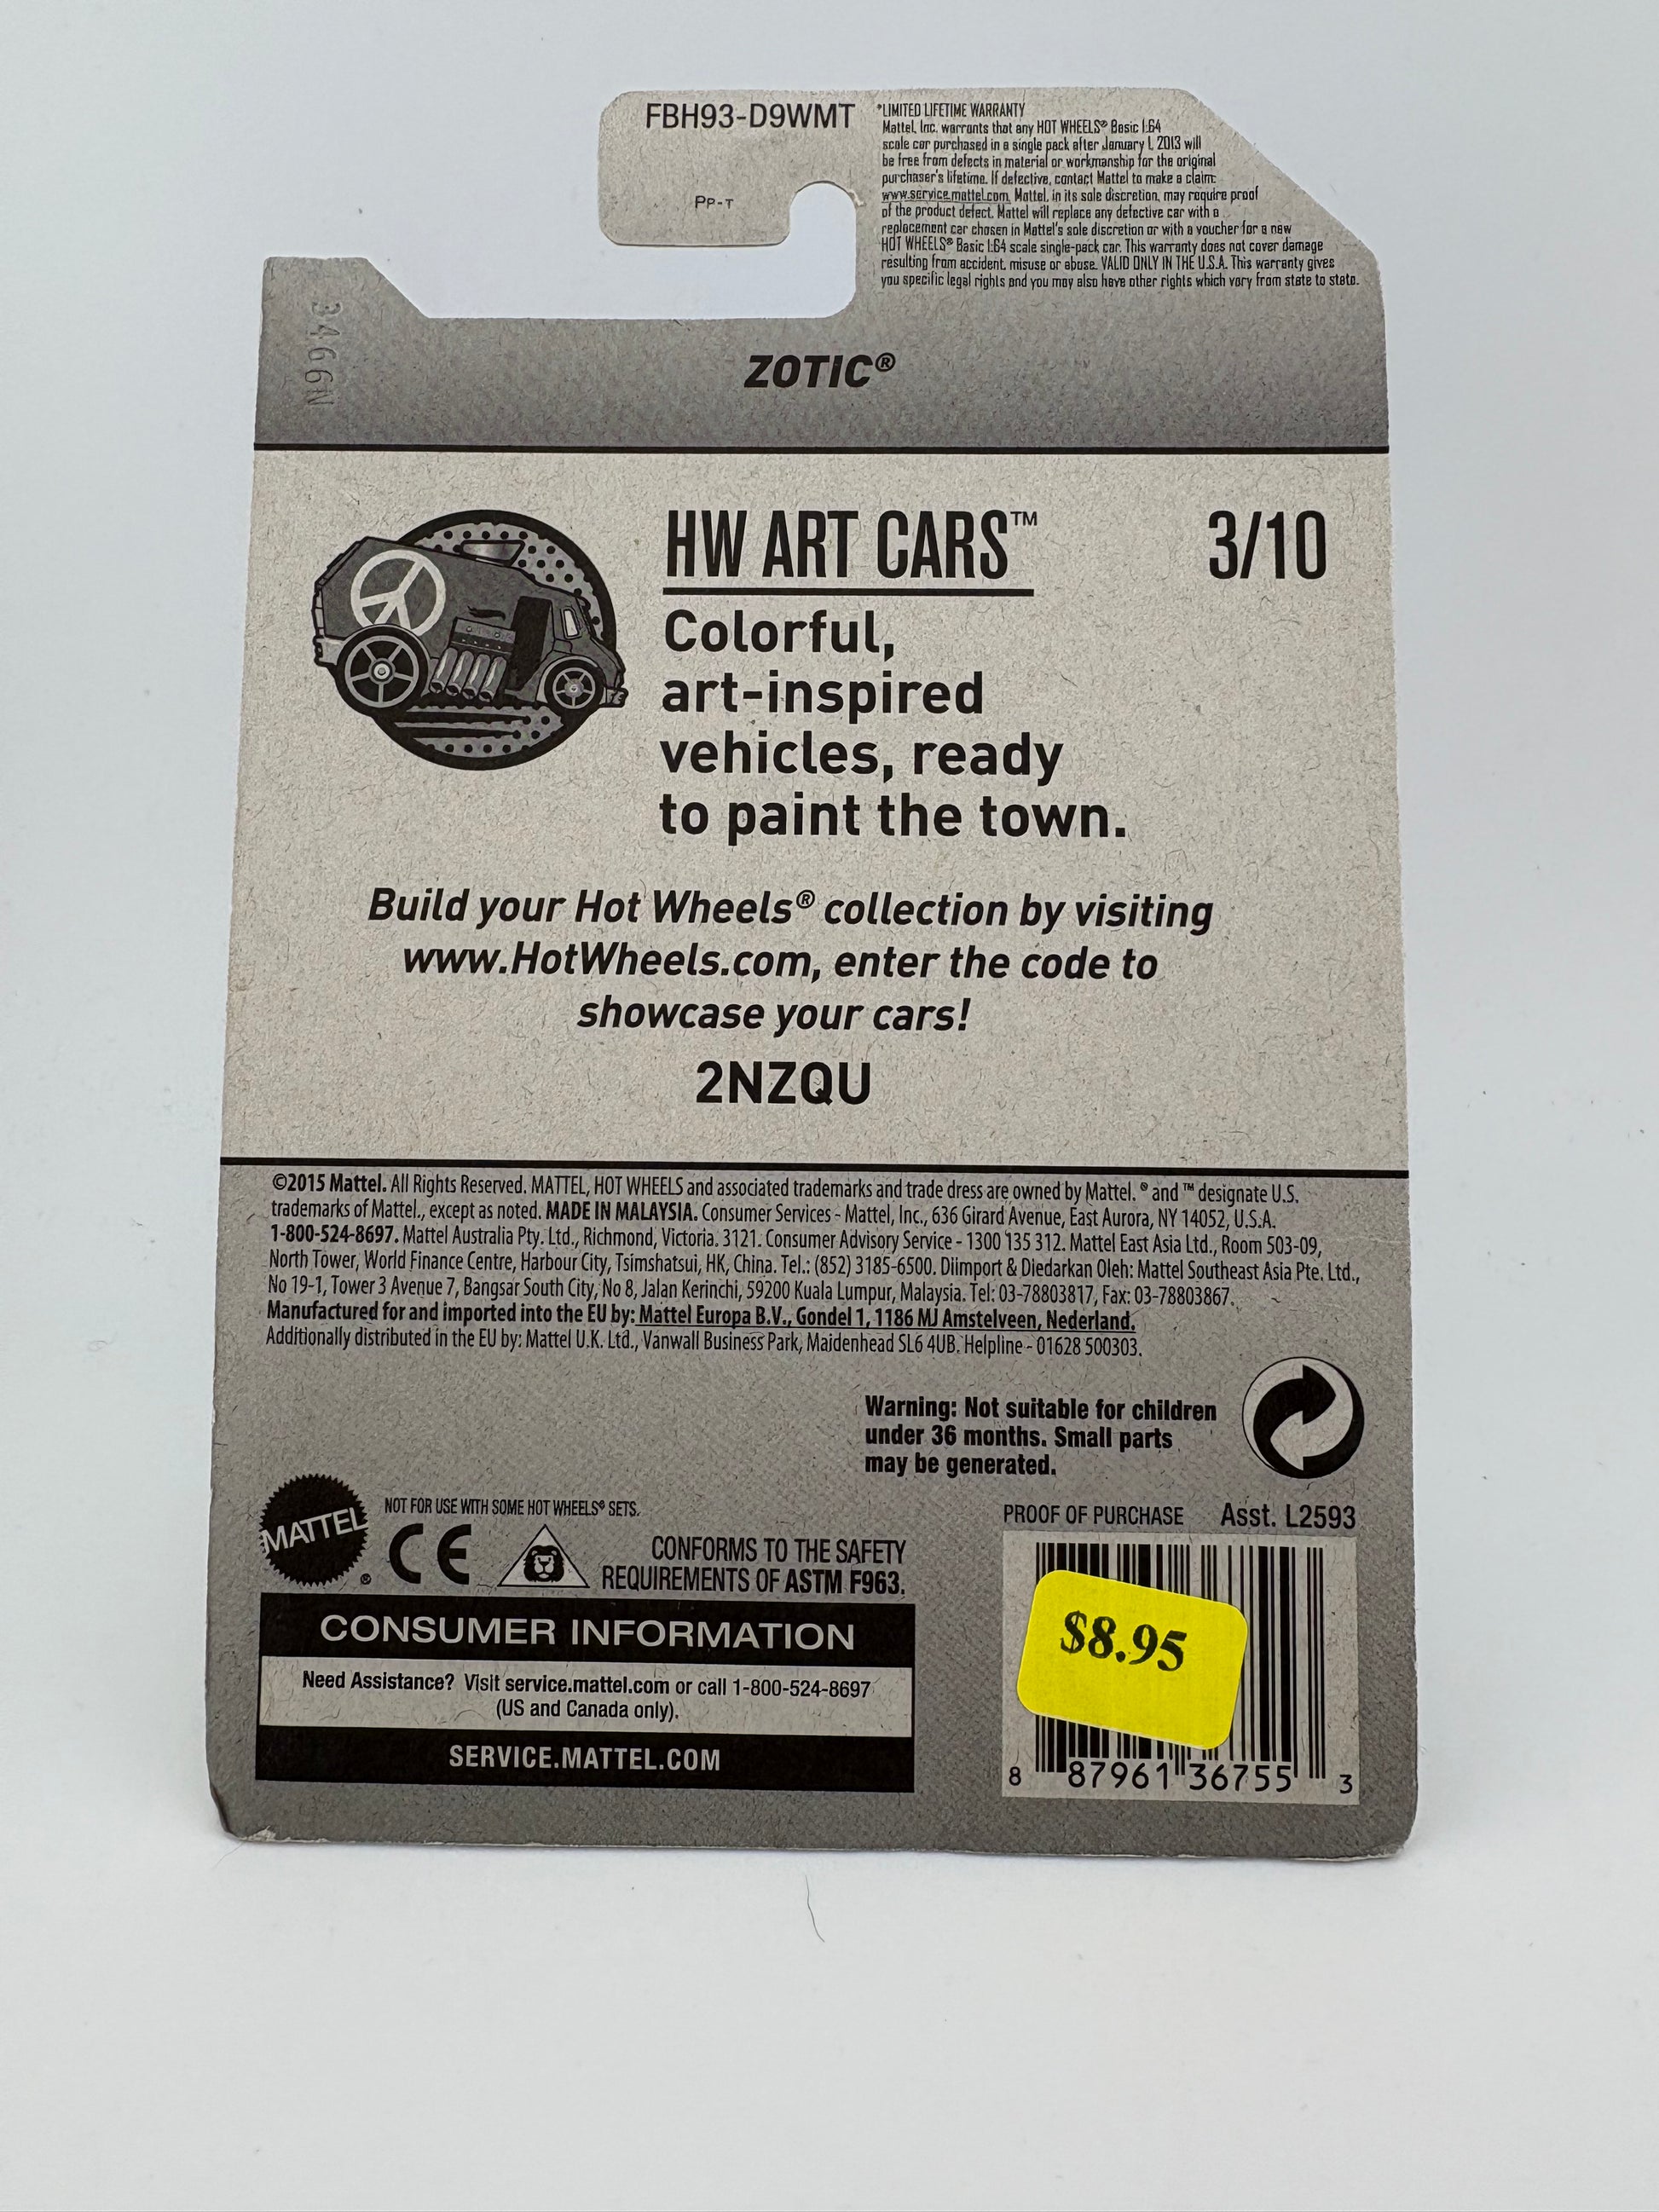 FBH93-D9WMT
PP-T
*LIMITED LIFETIME WARRANTY
Mattel, Inc. warrants that any HOT WHEELS® Basic 1:64
scale car purchased in a single pack after January 1, 2013 will
be free from defects in material or workmanship for the original
purchaser's lifetime. If defective, contact Mattel to make a claim:
www.service.mattel.com. Mattel, in its sole discretion, may require proof
of the product defect. Mattel will replace any defective car with a
replacement car chosen in Mattel's sole discretion or with a voucher for a new
HOT WHEELS® Basic 1:64 scale single-pack car. This warranty does not cover damage
resulting from accident, misuse or abuse. VALID ONLY IN THE U.S.A. This warranty gives
you specific legal rights and you may also have other rights which vary from state to state.
3466N
ZOTIC®
HW ART CARS™ 3/10
Colorful,
art-inspired
vehicles, ready
to paint the town.
Build your Hot Wheels® collection by visiting
www.HotWheels.com, enter the code to
showcase your cars!
2NZQU
©2015 Mattel. All Rights Reserved. MATTEL, HOT WHEELS and associated trademarks and trade dress are owned by Mattel. ® and ™ designate U.S.
trademarks of Mattel., except as noted. MADE IN MALAYSIA. Consumer Services - Mattel, Inc., 636 Girard Avenue, East Aurora, NY 14052, U.S.A.
1-800-524-8697. Mattel Australia Pty. Ltd., Richmond, Victoria. 3121. Consumer Advisory Service - 1300 135 312. Mattel East Asia Ltd., Room 503-09,
North Tower, World Finance Centre, Harbour City, Tsimshatsui, HK, China. Tel.: (852) 3185-6500. Diimport & Diedarkan Oleh: Mattel Southeast Asia Pte. Ltd.,
No 19-1, Tower 3 Avenue 7, Bangsar South City, No 8, Jalan Kerinchi, 59200 Kuala Lumpur, Malaysia. Tel: 03-78803817, Fax: 03-78803867.
Manufactured for and imported into the EU by: Mattel Europa B.V., Gondel 1, 1186 MJ Amstelveen, Nederland.
Additionally distributed in the EU by: Mattel U.K. Ltd., Vanwall Business Park, Maidenhead SL6 4UB. Helpline - 01628 500303.
Warning: Not suitable for children
under 36 months. Small parts
may be generated.
MATTEL®
NOT FOR USE WITH SOME HOT WHEELS® SETS.
CE
CONFORMS TO THE SAFETY
REQUIREMENTS OF ASTM F963.
PROOF OF PURCHASE Asst. L2593
$8.95
8 87961 36755 3
CONSUMER INFORMATION
Need Assistance? Visit service.mattel.com or call 1-800-524-8697
(US and Canada only).
SERVICE.MATTEL.COM